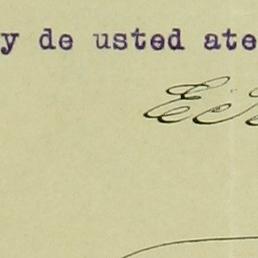 y de usted ate